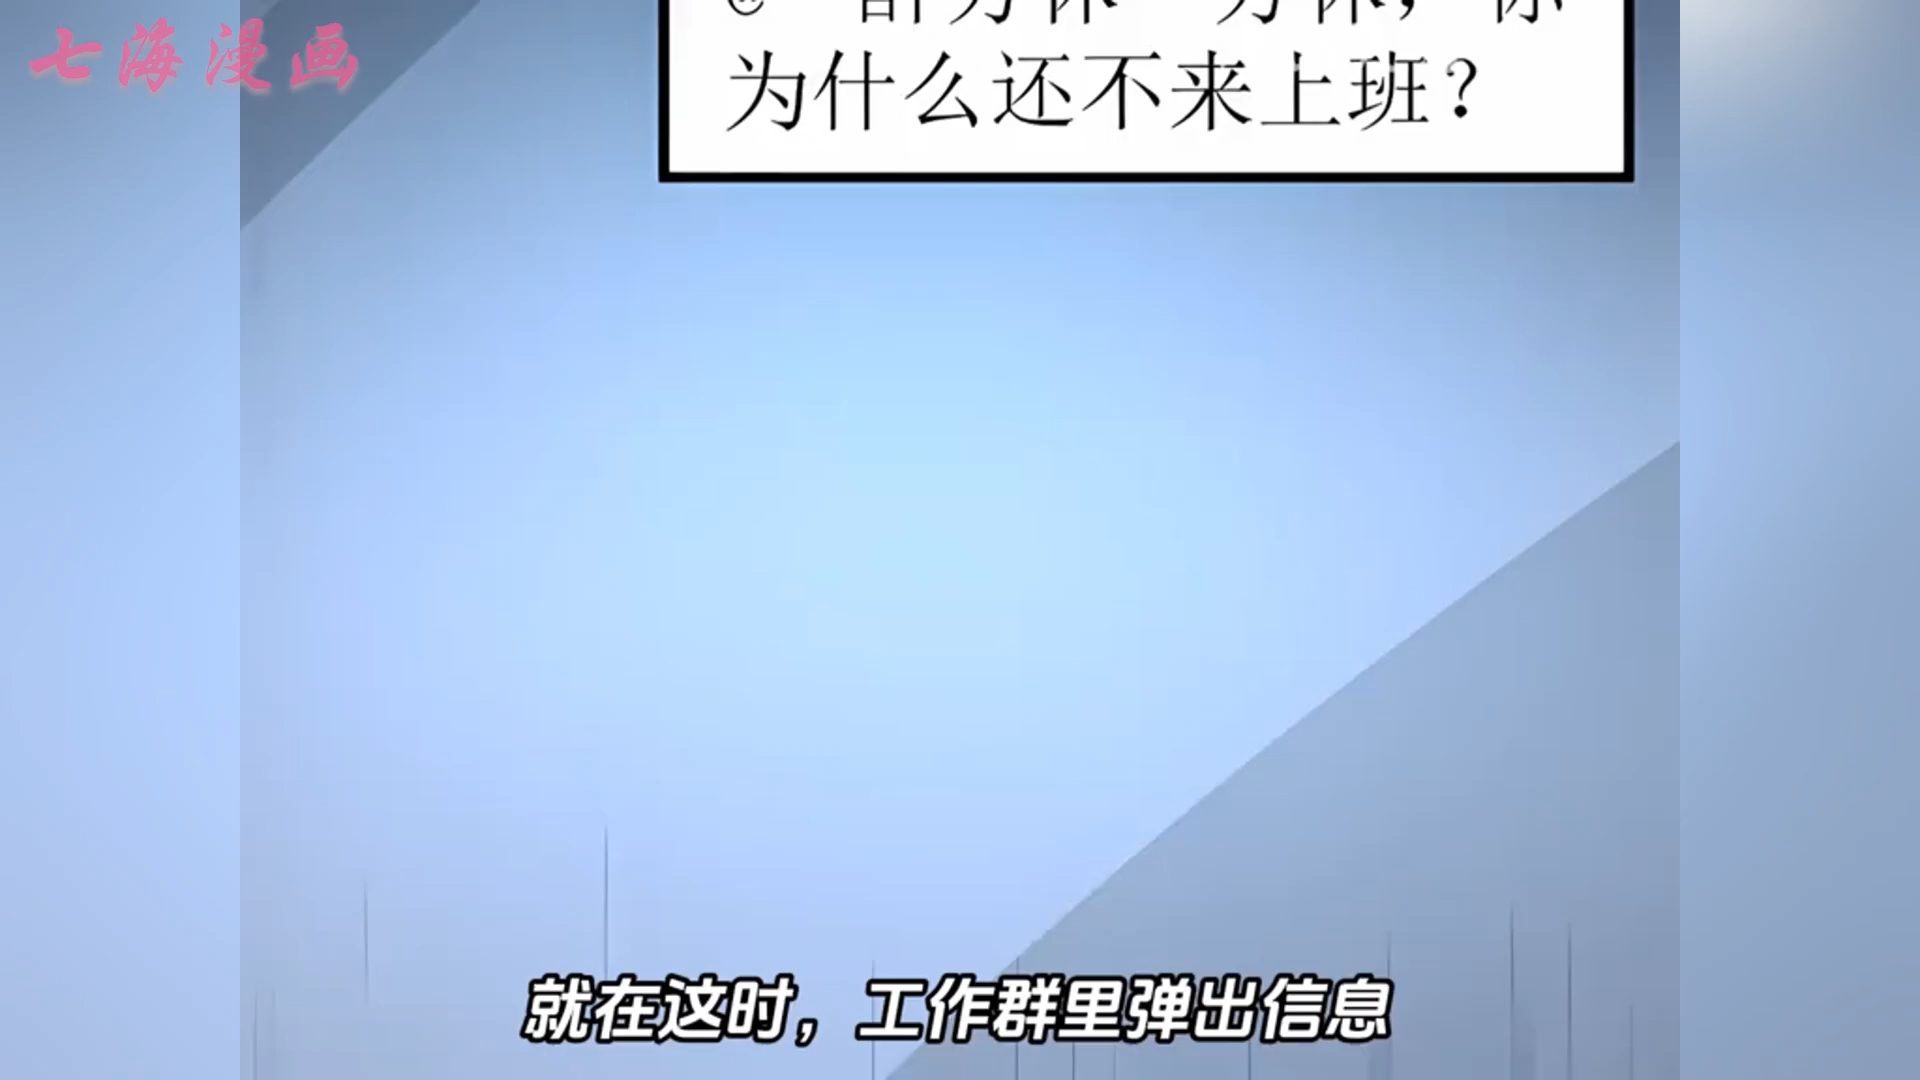 七海漫画
为什么还不来上班？
就在这时，工作群里弹出信息